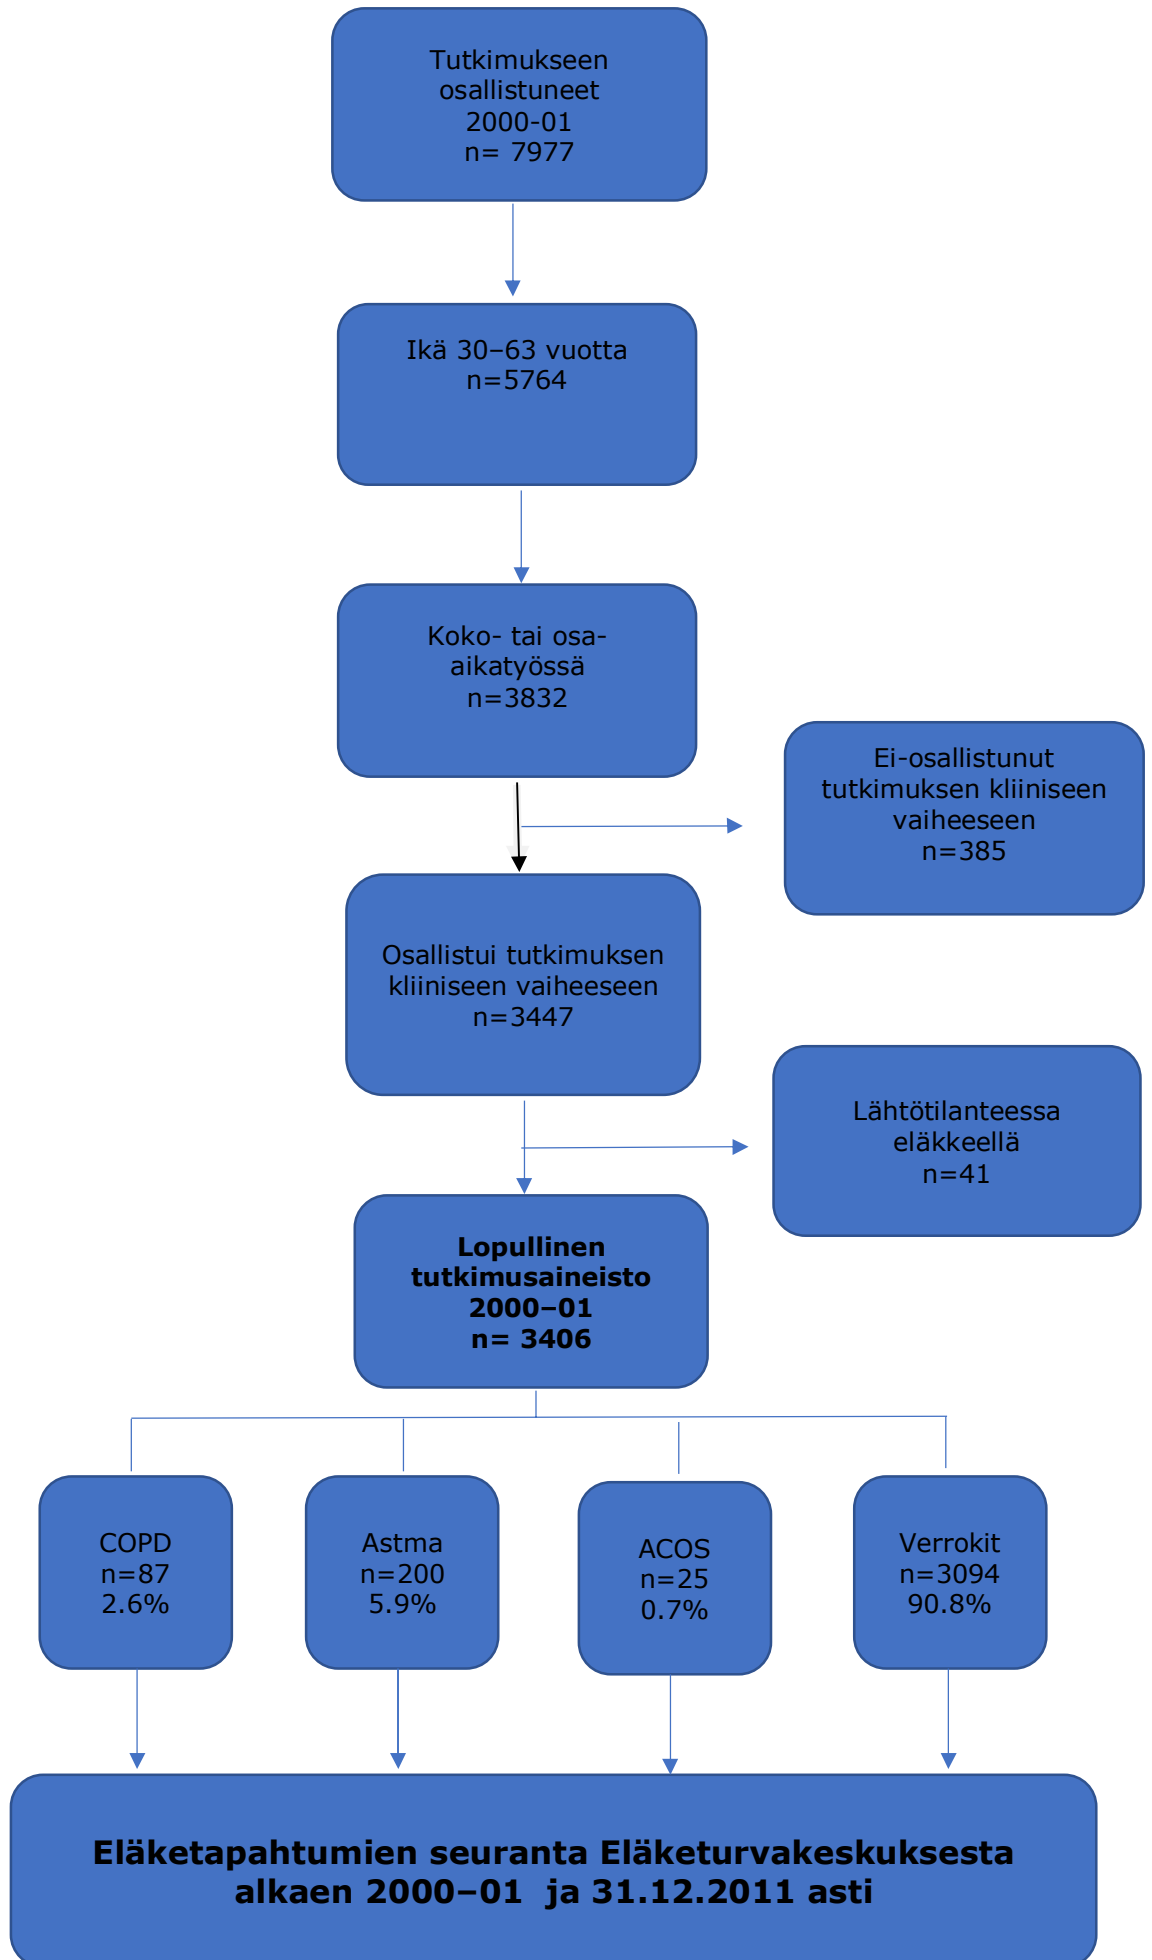 Tutkimukseen
osallistuneet
2000-01
n= 7977
Ikä 30–63 vuotta
n=5764
Koko- tai osa-
aikatyössä
n=3832
Ei-osallistunut
tutkimuksen kliiniseen
vaiheeseen
n=385
Osallistui tutkimuksen
kliiniseen vaiheeseen
n=3447
Lähtötilanteessa
eläkkeellä
n=41
Lopullinen
tutkimusaineisto
2000–01
n= 3406
COPD
n=87
2.6%
Astma
n=200
5.9%
ACOS
n=25
0.7%
Verrokit
n=3094
90.8%
Eläketapahtumien seuranta Eläketurvakeskuksesta
alkaen 2000–01 ja 31.12.2011 asti